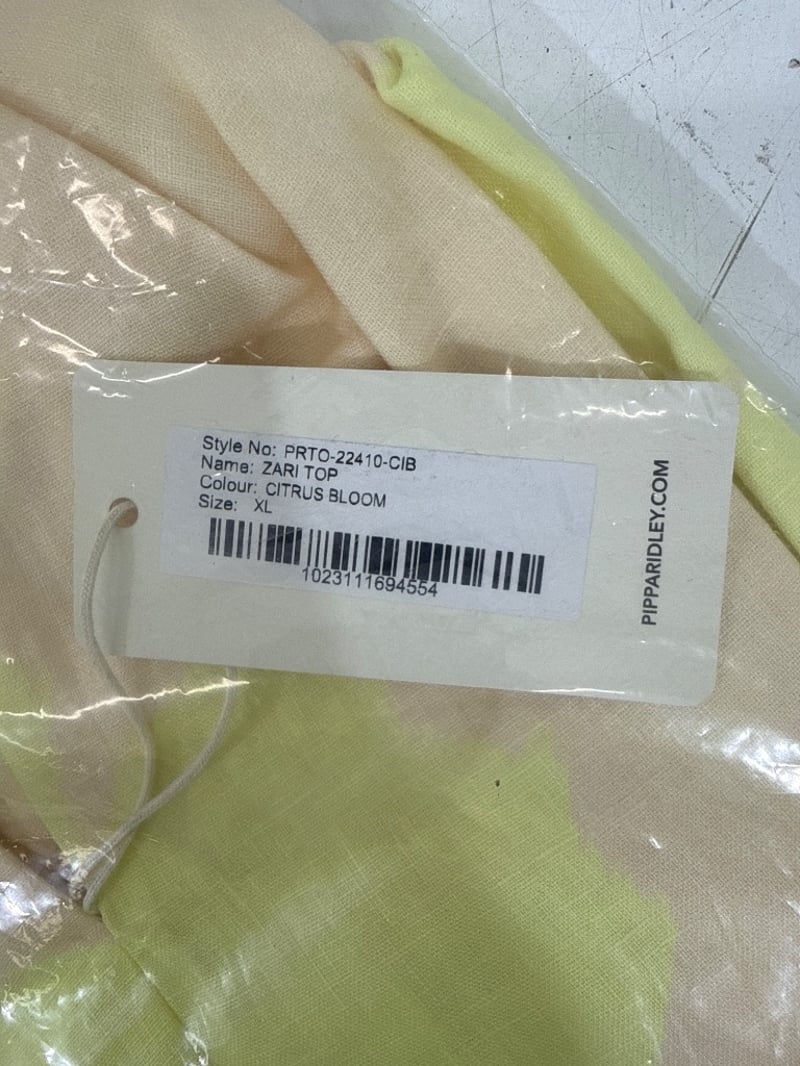 Style No: PRTO-22410-CIB
Name: ZARI TOP
Colour: CITRUS BLOOM
Size: XL
1023111694554
PIPPARIDLEY.COM